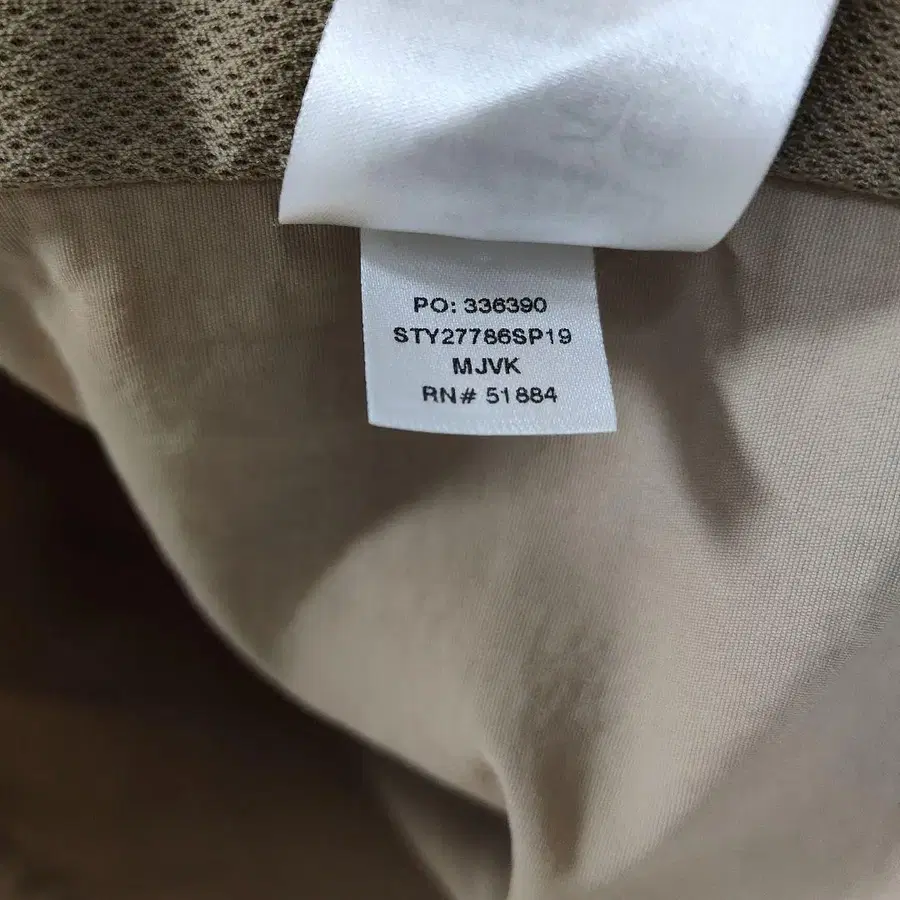 PO: 336390
STY27786SP19
MJVK
RN# 51884